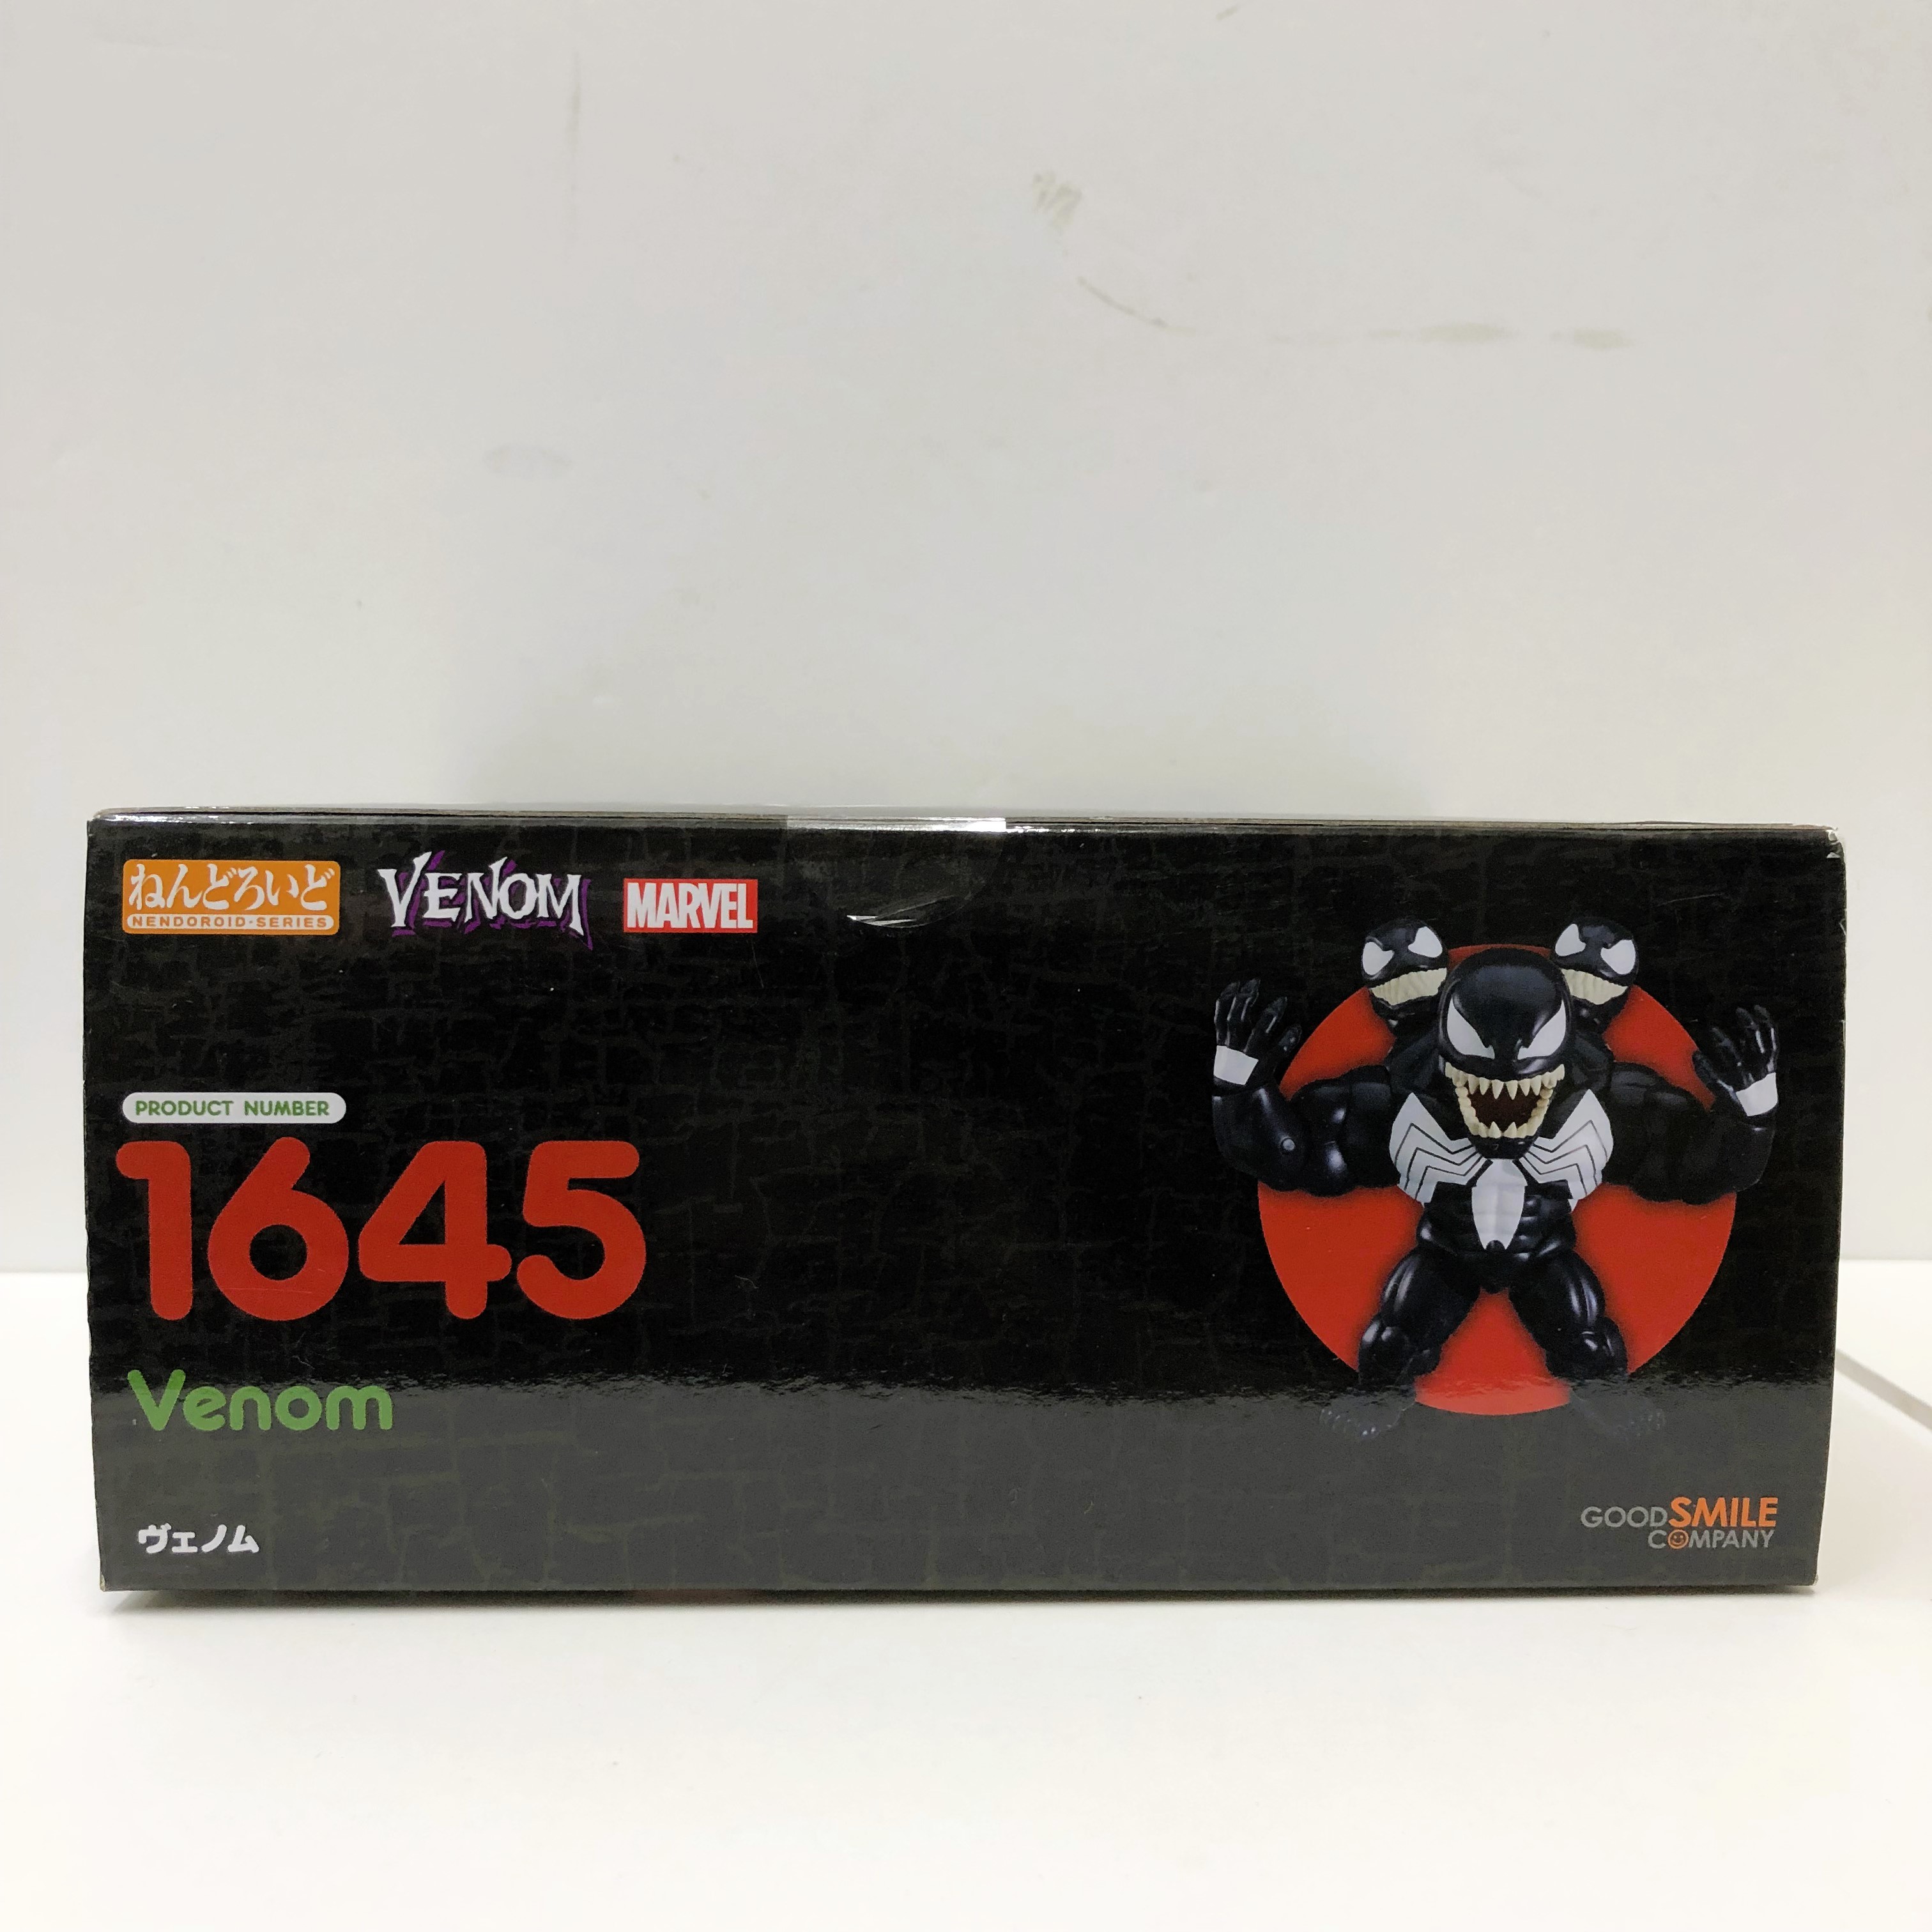 ねんどろいど
NENDOROID·SERIES
VENOM
MARVEL
PRODUCT NUMBER
1645
Venom
ヴェノム
GOOD SMILE
COMPANY